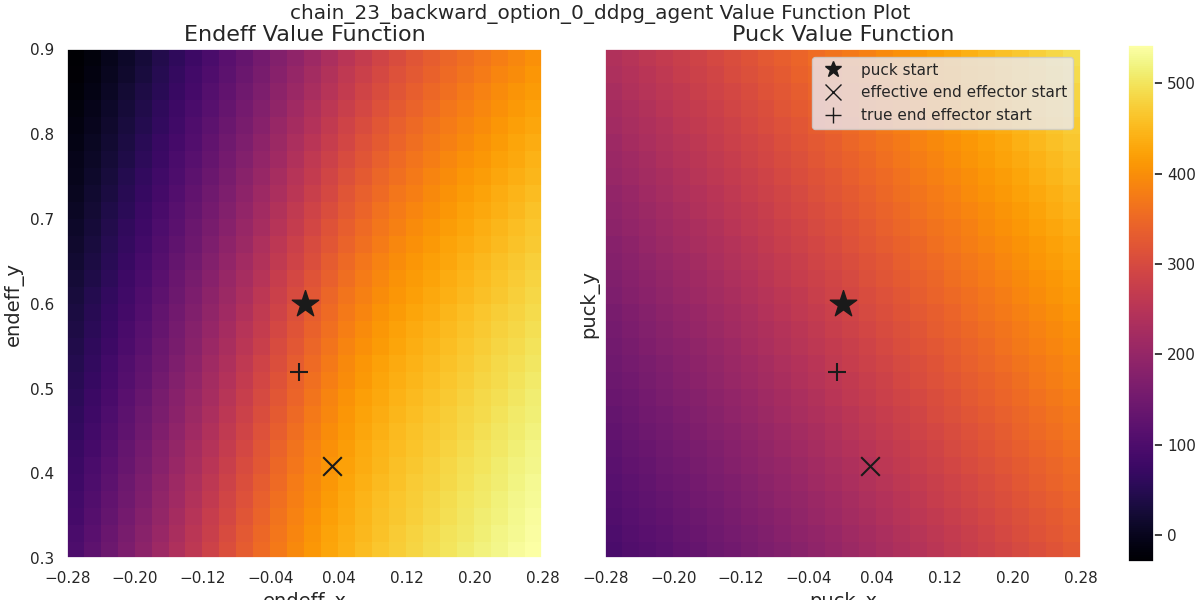 chain_23_backward_option_0_ddpg_agent Value Function Plot
Endeff Value Function
Puck Value Function
puck start
effective end effector start
true end effector start
endeff_y
0.9
0.8
0.7
0.6
0.5
0.4
0.3
−0.28 −0.20 −0.12 −0.04 0.04 0.12 0.20 0.28
endeff_x
puck_y
−0.28 −0.20 −0.12 −0.04 0.04 0.12 0.20 0.28
puck_x
500
400
300
200
100
0